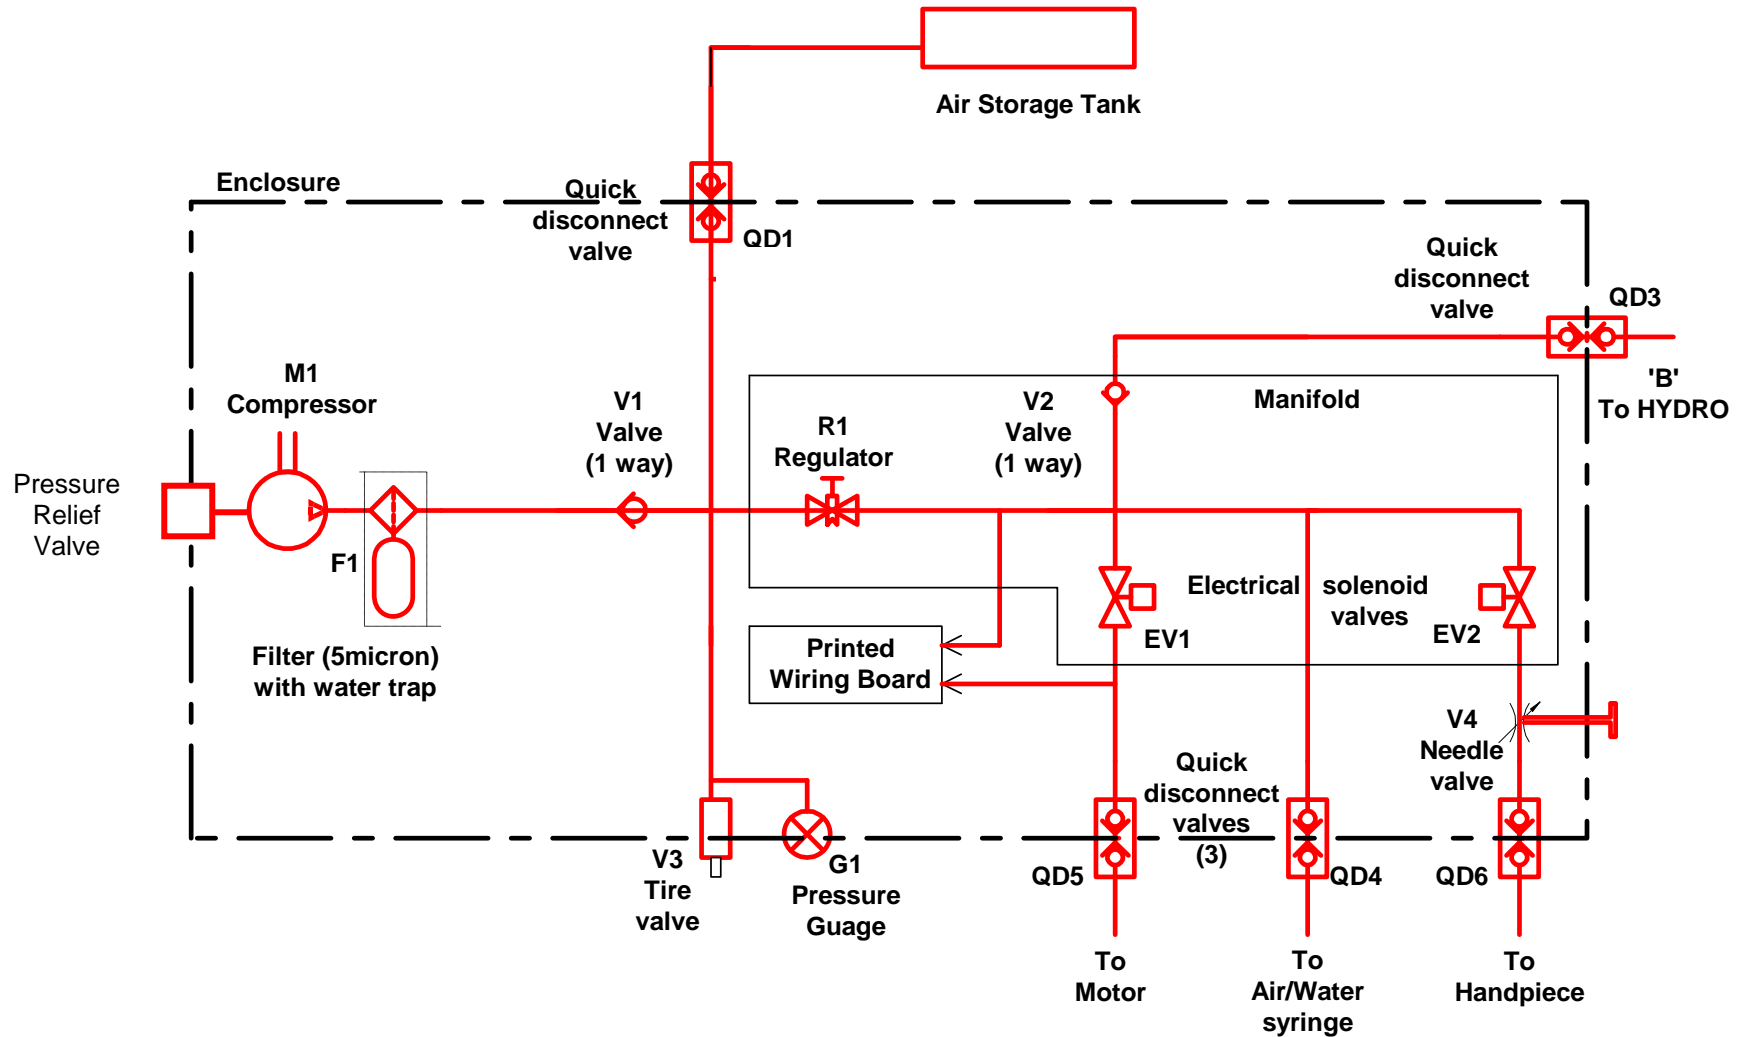 Air Storage Tank
Enclosure
Quick
disconnect
valve
QD1
Quick
disconnect
valve
QD3
'B'
To HYDRO
M1
Compressor
V1
Valve
(1 way)
R1
Regulator
V2
Valve
(1 way)
Manifold
Pressure
Relief
Valve
F1
Filter (5micron)
with water trap
Electrical solenoid
valves
EV1
EV2
Printed
Wiring Board
V4
Needle
valve
Quick
disconnect
valves
(3)
V3
Tire
valve
G1
Pressure
Guage
QD5
QD4
QD6
To
Motor
To
Air/Water
syringe
To
Handpiece